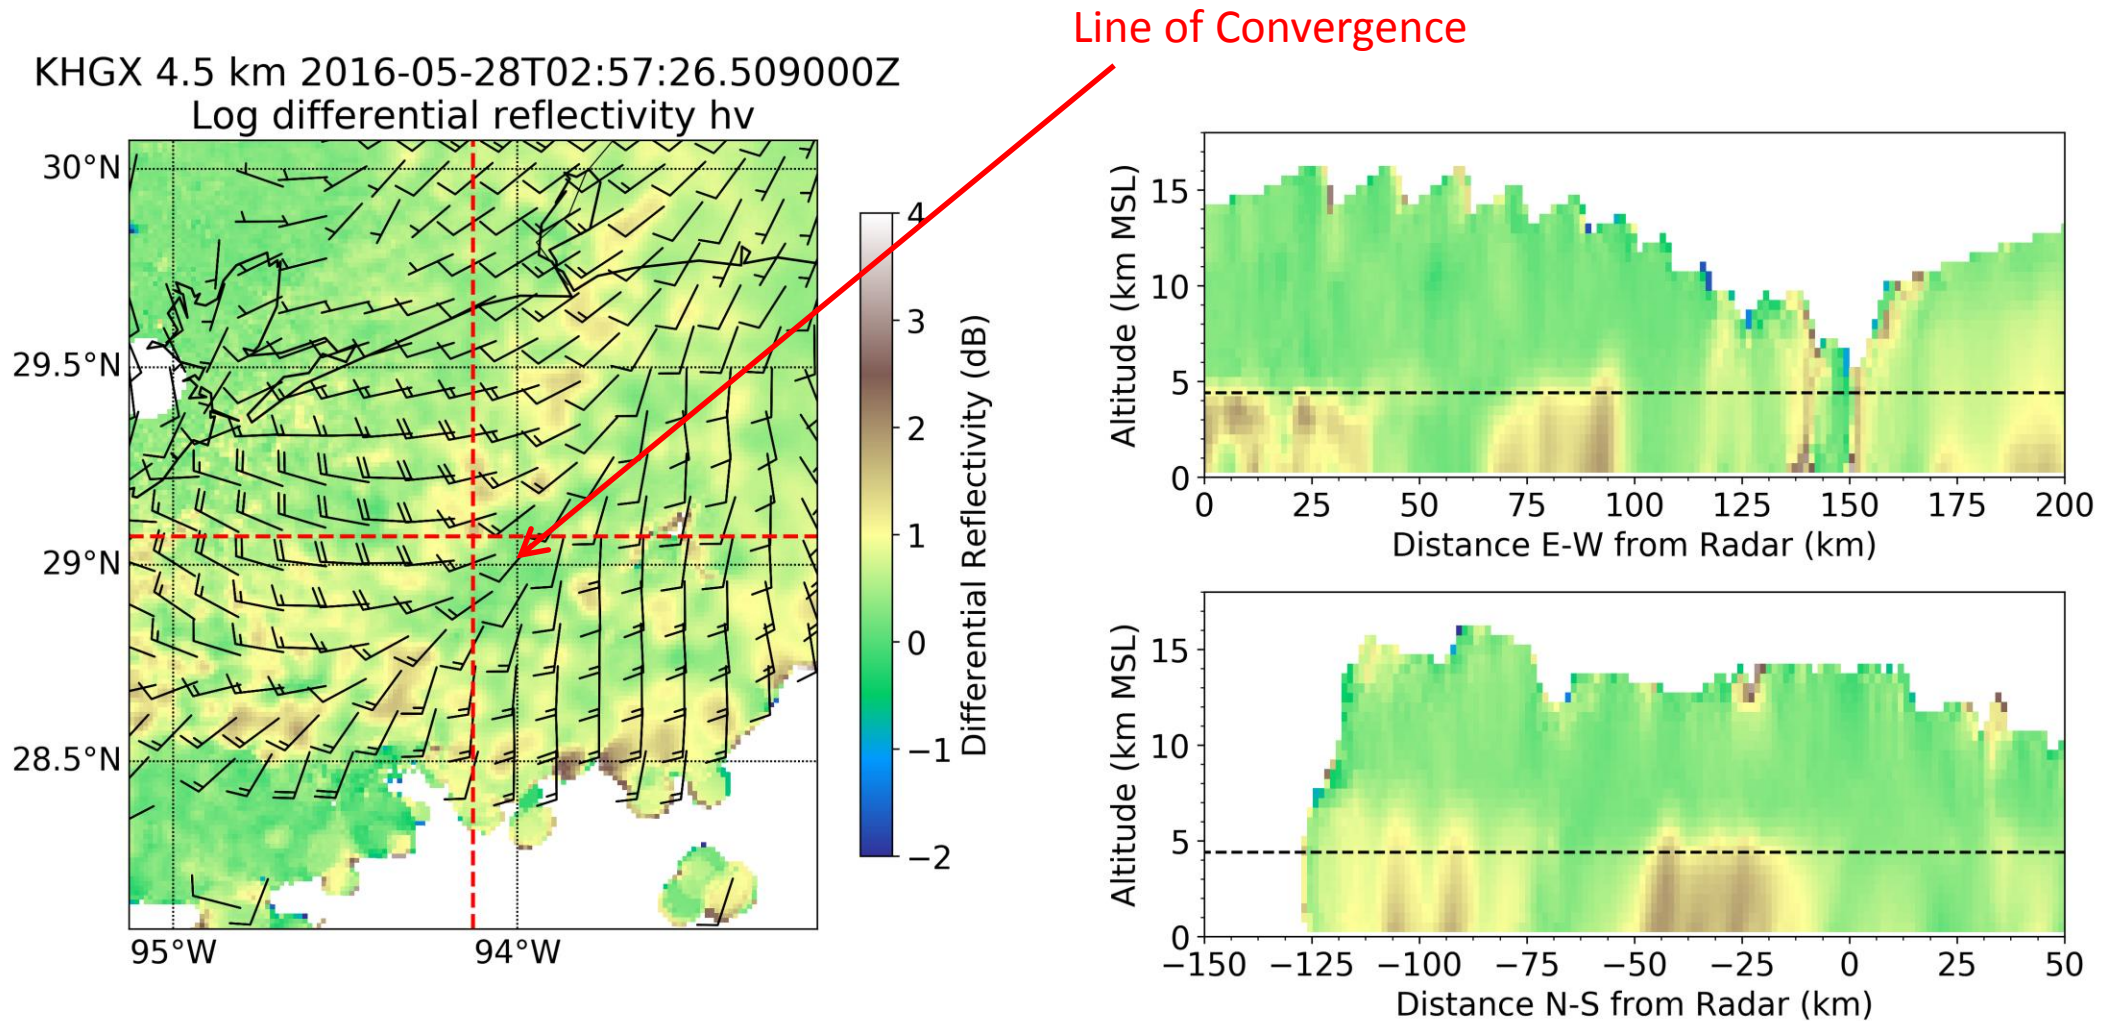 Line of Convergence
KHGX 4.5 km 2016-05-28T02:57:26.509000Z
Log differential reflectivity hv
30°N
29.5°N
29°N
28.5°N
95°W
94°W
4
3
2
1
0
−1
−2
Differential Reflectivity (dB)
15
10
5
0
Altitude (km MSL)
0 25 50 75 100 125 150 175 200
Distance E-W from Radar (km)
15
10
5
0
Altitude (km MSL)
−150 −125 −100 −75 −50 −25 0 25 50
Distance N-S from Radar (km)